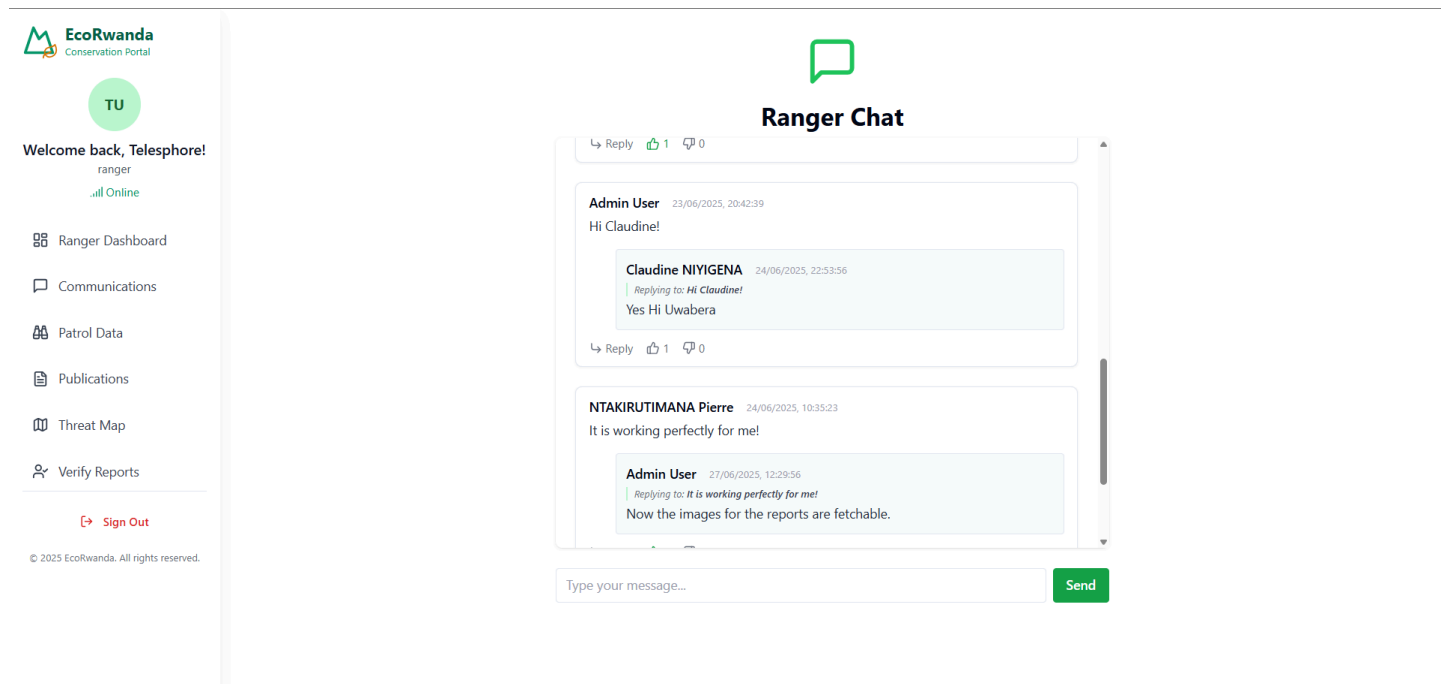 EcoRwanda
Conservation Portal
TU
Welcome back, Telesphore!
ranger
Online
Ranger Dashboard
Communications
Patrol Data
Publications
Threat Map
Verify Reports
Sign Out
© 2025 EcoRwanda. All rights reserved.
Ranger Chat
Reply 1 0
Admin User 23/06/2025, 20:42:39
Hi Claudine!
Claudine NIYIGENA 24/06/2025, 22:53:56
Replying to: Hi Claudine!
Yes Hi Uwabera
Reply 1 0
NTAKIRUTIMANA Pierre 24/06/2025, 10:35:23
It is working perfectly for me!
Admin User 27/06/2025, 12:29:56
Replying to: It is working perfectly for me!
Now the images for the reports are fetchable.
Type your message...
Send